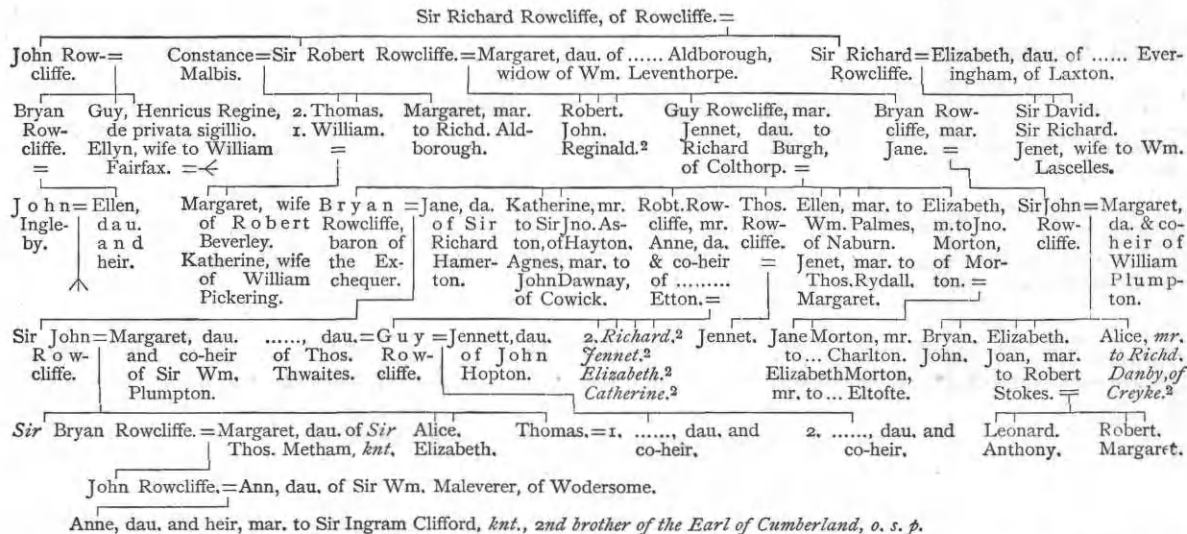 Sir Richard Rowcliffe, of Rowcliffe.=
John Row-=
cliffe.
Constance=Sir Robert Rowcliffe.=Margaret, dau. of ...... Aldborough,
Malbis.
widow of Wm. Leventhorpe.
Sir Richard=Elizabeth, dau. of ...... Ever-
Rowcliffe. ingham, of Laxton.
Bryan
Row-
cliffe.
=
Guy, Henricus Regine,
de privata sigillio.
Ellyn, wife to William
Fairfax. =
2. Thomas.
1. William.
=
Margaret, mar.
to Richd. Ald-
borough.
Robert.
John.
Reginald.²
Guy Rowcliffe, mar.
Jennet, dau. to
Richard Burgh,
of Colthorp. =
Bryan Row-
cliffe, mar.
Jane. =
Sir David.
Sir Richard.
Jenet, wife to Wm.
Lascelles.
John=Ellen,
Ingle- dau.
by. and
heir.
Margaret, wife
of Robert
Beverley.
Katherine, wife
of William
Pickering.
Bryan =Jane, da.
Rowcliffe, of Sir
baron of Richard
the Ex- Hamer-
chequer. ton.
Katherine, mr.
to Sir Jno. As-
ton, of Hayton.
Agnes, mar. to
John Dawnay,
of Cowick.
Robt. Row-
cliffe, mr.
Anne, da.
& co-heir
of .........
Etton. =
Thos.
Row-
cliffe.
=
Ellen, mar. to
Wm. Palmes,
of Naburn.
Jenet, mar. to
Thos. Rydall.
Margaret.
Elizabeth,
m. to Jno.
Morton,
of Mor-
ton. =
Sir John=Margaret,
Row- da. & co-
cliffe. heir of
William
Plump-
ton.
Sir John=Margaret, dau.
Row- and co-heir
cliffe. of Sir Wm.
Plumpton.
......, dau.=Guy=Jennett, dau.
of Thos. Row- of John
Thwaites. cliffe. Hopton.
2. Richard.²
Jennet.²
Elizabeth.²
Catherine.²
Jennet.
Jane Morton, mr.
to ... Charlton.
Elizabeth Morton,
mr. to ... Eltofte.
Bryan.
John.
Elizabeth.
Joan, mar.
to Robert
Stokes. =
Alice, mr.
to Richd.
Danby, of
Creyke.²
Sir Bryan Rowcliffe. =Margaret, dau. of Sir
Thos. Metham, knt.
Alice.
Elizabeth.
Thomas. =1. ......, dau. and
co-heir.
2. ......, dau. and
co-heir.
Leonard.
Anthony.
Robert.
Margaret.
John Rowcliffe. =Ann, dau. of Sir Wm. Maleverer, of Wodersome.
Anne, dau. and heir, mar. to Sir Ingram Clifford, knt., 2nd brother of the Earl of Cumberland, o. s. p.